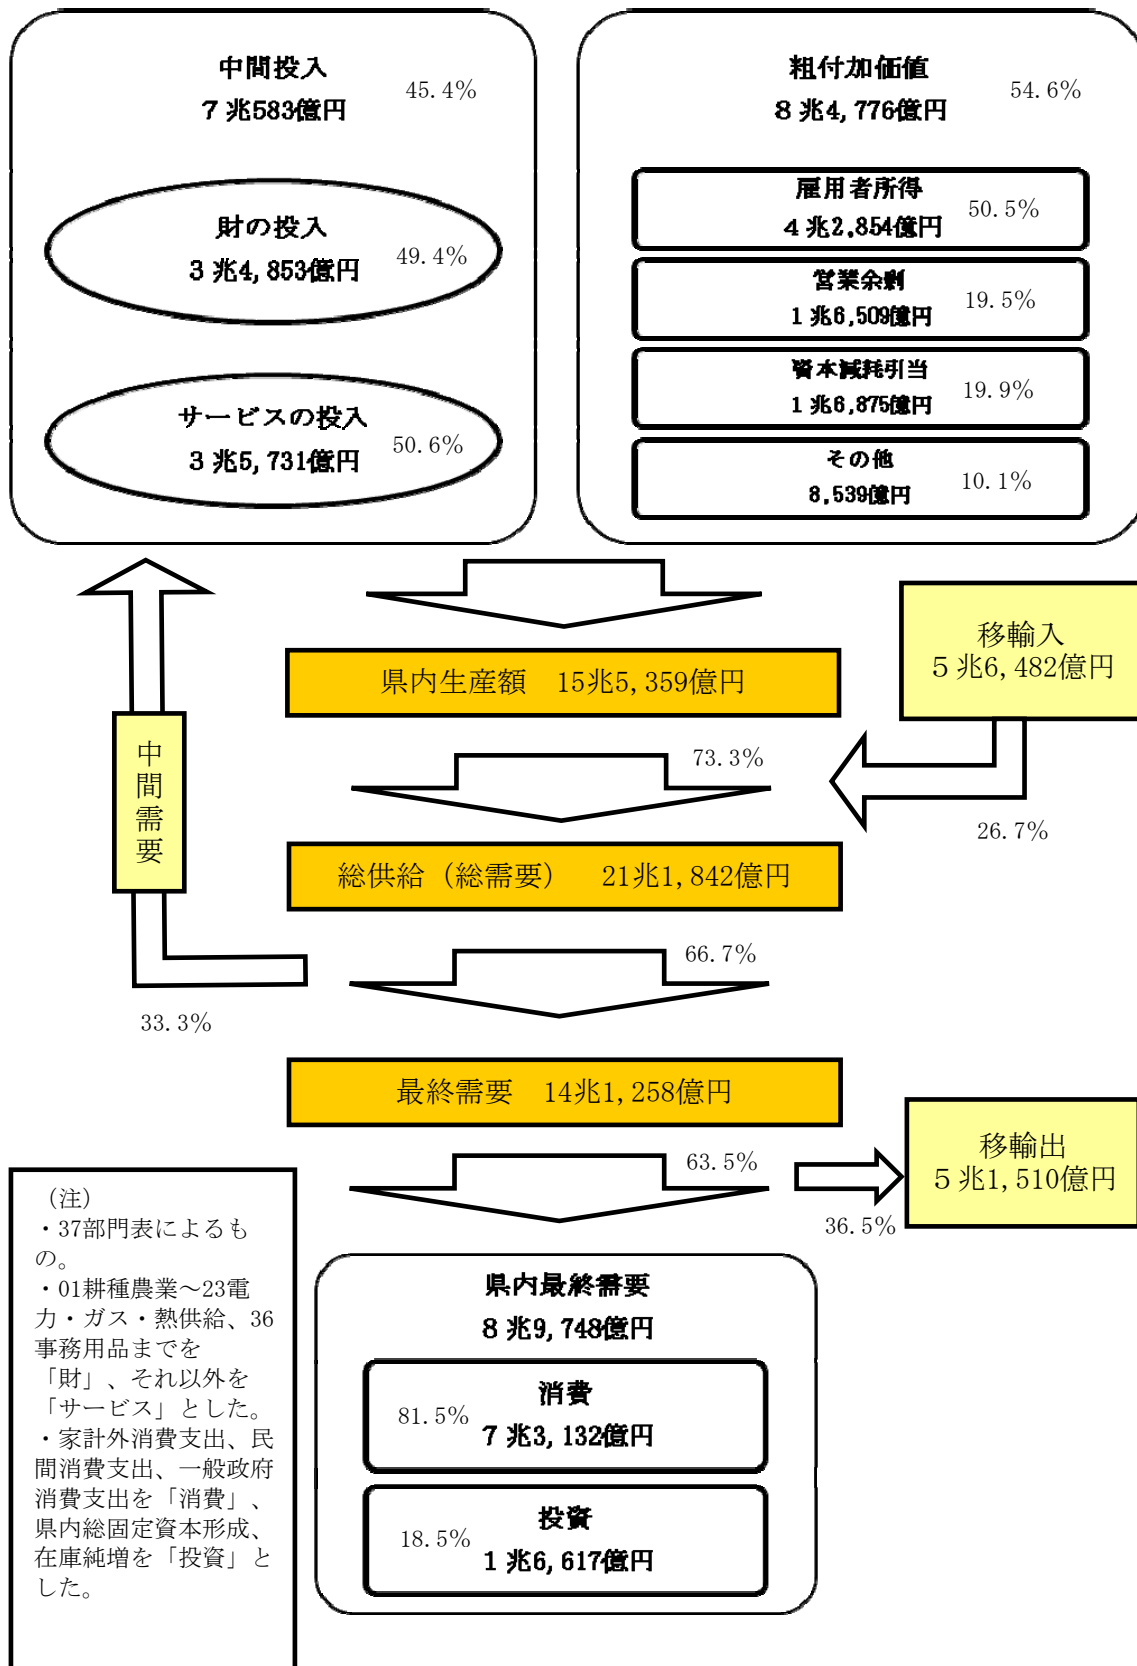 中間投入
45.4%
7兆583億円
財の投入
3兆4,853億円
49.4%
サービスの投入
3兆5,731億円
50.6%
粗付加価値
54.6%
8兆4,776億円
雇用者所得
4兆2,854億円
50.5%
営業余剰
1兆6,509億円
19.5%
資本減耗引当
1兆6,875億円
19.9%
その他
8,539億円
10.1%
移輸入
5兆6,482億円
県内生産額　15兆5,359億円
73.3%
26.7%
中間需要
総供給（総需要）　21兆1,842億円
66.7%
33.3%
最終需要　14兆1,258億円
63.5%
移輸出
5兆1,510億円
36.5%
県内最終需要
8兆9,748億円
消費
81.5%
7兆3,132億円
投資
18.5%
1兆6,617億円
（注）
・37部門表によるも
の。
・01耕種農業～23電
力・ガス・熱供給、36
事務用品までを
「財」、それ以外を
「サービス」とした。
・家計外消費支出、民
間消費支出、一般政府
消費支出を「消費」、
県内総固定資本形成、
在庫純増を「投資」と
した。